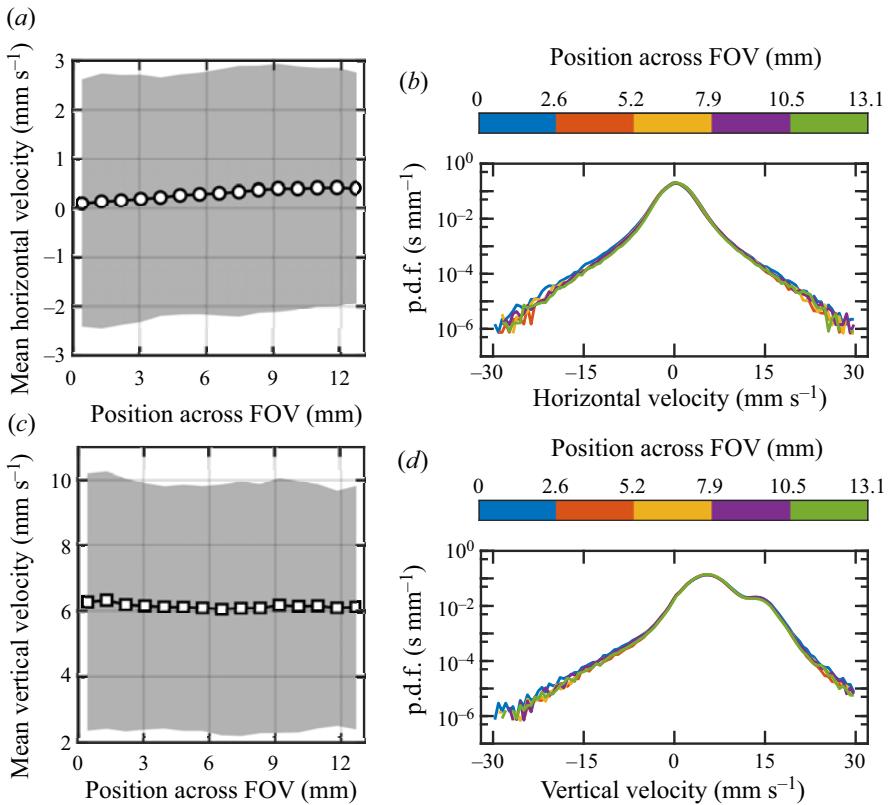 (a)
Mean horizontal velocity (mm s⁻¹)
3
2
1
0
−1
−2
−3
0 3 6 9 12
Position across FOV (mm)
(b)
Position across FOV (mm)
0 2.6 5.2 7.9 10.5 13.1
p.d.f. (s mm⁻¹)
10⁰
10⁻²
10⁻⁴
10⁻⁶
−30 −15 0 15 30
Horizontal velocity (mm s⁻¹)
(c)
Mean vertical velocity (mm s⁻¹)
10
8
6
4
2
0 3 6 9 12
Position across FOV (mm)
(d)
Position across FOV (mm)
0 2.6 5.2 7.9 10.5 13.1
p.d.f. (s mm⁻¹)
10⁰
10⁻²
10⁻⁴
10⁻⁶
−30 −15 0 15 30
Vertical velocity (mm s⁻¹)